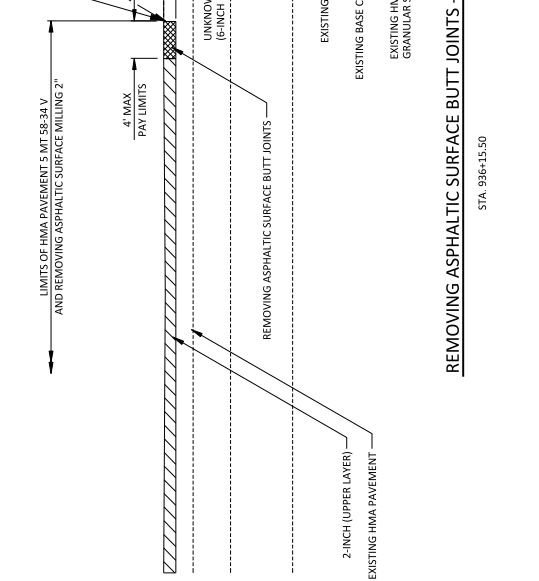 LIMITS OF HMA PAVEMENT 5 MT 58-34 V
AND REMOVING ASPHALTIC SURFACE MILLING 2"
4' MAX
PAY LIMITS
(6-INCH
REMOVING ASPHALTIC SURFACE BUTT JOINTS
2-INCH (UPPER LAYER)
EXISTING HMA PAVEMENT
EXISTING
EXISTING BASE
EXISTING
GRANULAR
REMOVING ASPHALTIC SURFACE BUTT JOINTS -
STA. 936+15.50